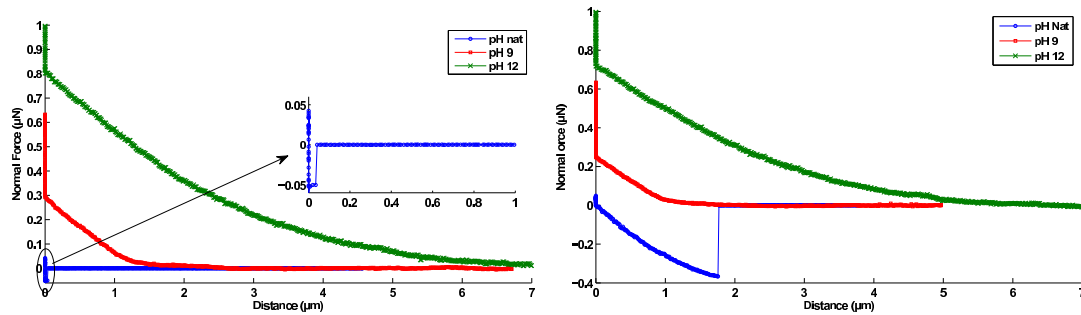 1
0.9
0.8
0.7
0.6
0.5
0.4
0.3
0.2
0.1
0
Normal Force (µN)
0 1 2 3 4 5 6 7
Distance (µm)
pH nat
pH 9
pH 12
0.05
0
−0.05
0 0.2 0.4 0.6 0.8 1
1
0.8
0.6
0.4
0.2
0
−0.2
−0.4
Normal orce (µN)
0 1 2 3 4 5 6 7
Distance (µm)
pH Nat
pH 9
pH 12